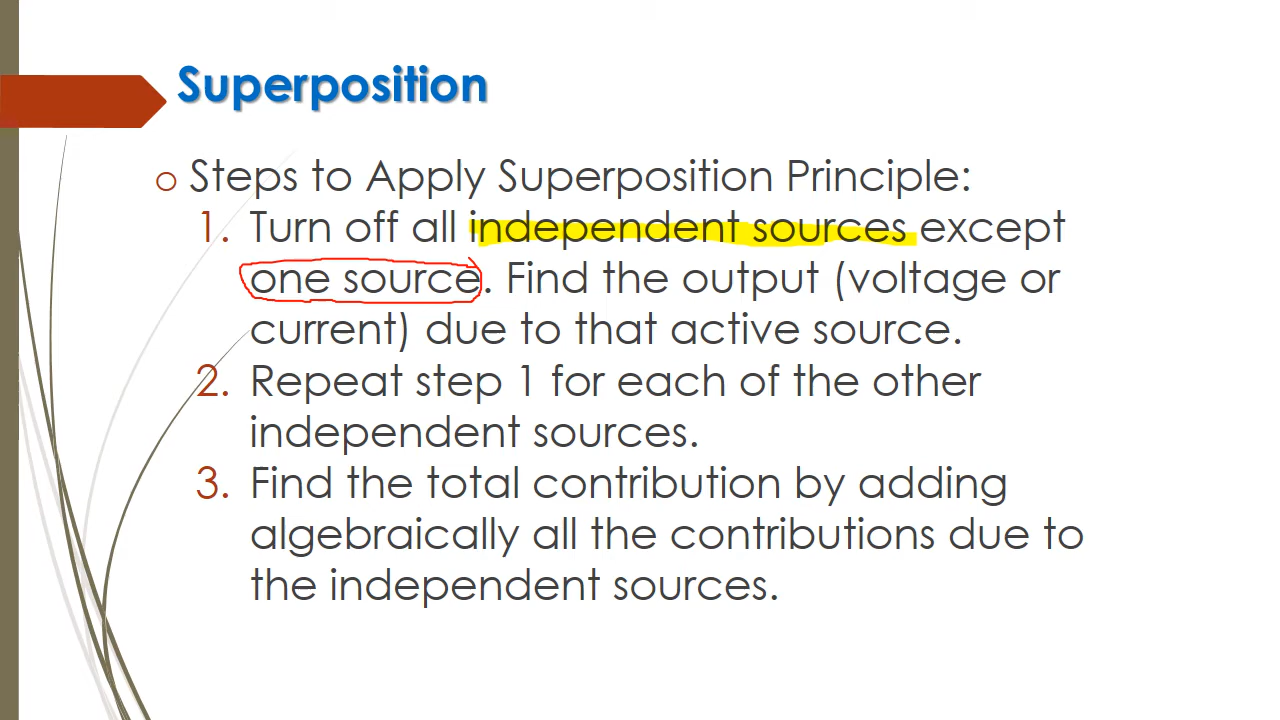 Superposition
o Steps to Apply Superposition Principle:
1. Turn off all independent sources except
one source. Find the output (voltage or
current) due to that active source.
2. Repeat step 1 for each of the other
independent sources.
3. Find the total contribution by adding
algebraically all the contributions due to
the independent sources.